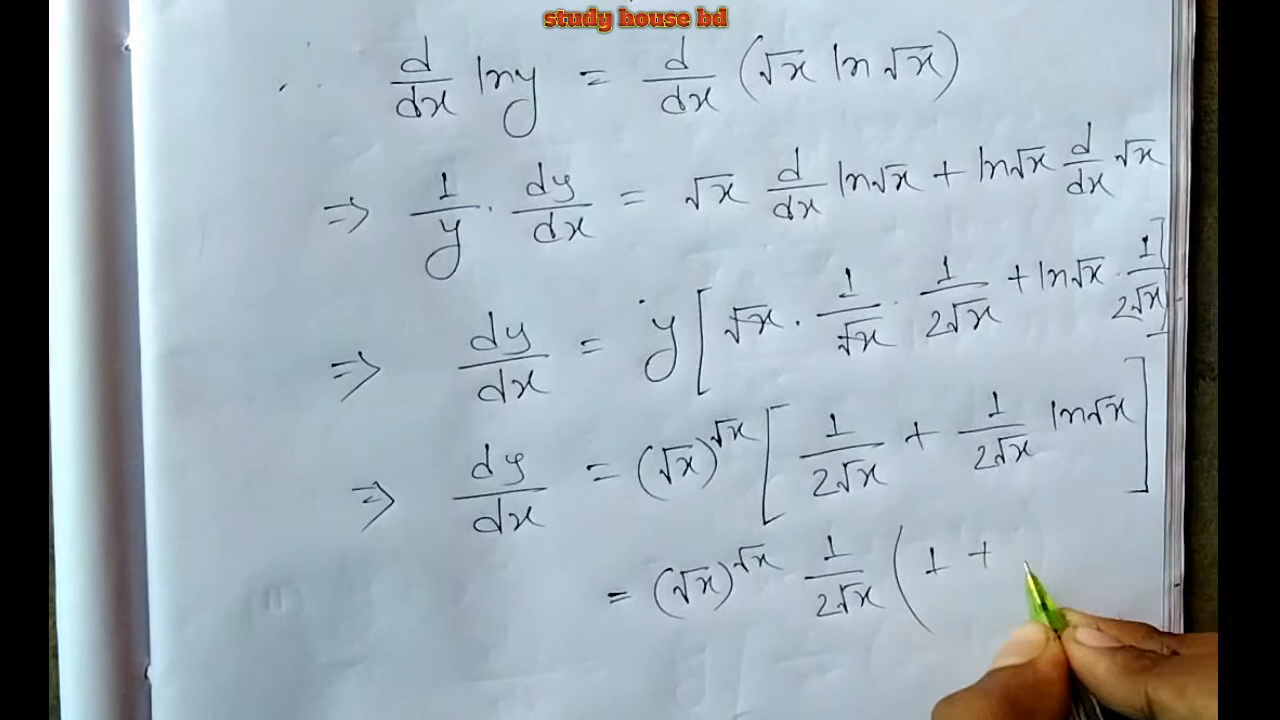 study house bd
∴ d/dx ln y = d/dx (√x ln √x)
⇒ 1/y · dy/dx = √x d/dx ln√x + ln√x d/dx √x
⇒ dy/dx = y [ √x · 1/√x · 1/2√x + ln√x · 1/2√x ]
⇒ dy/dx = (√x)^√x [ 1/2√x + 1/2√x ln√x ]
= (√x)^√x 1/2√x ( 1 +